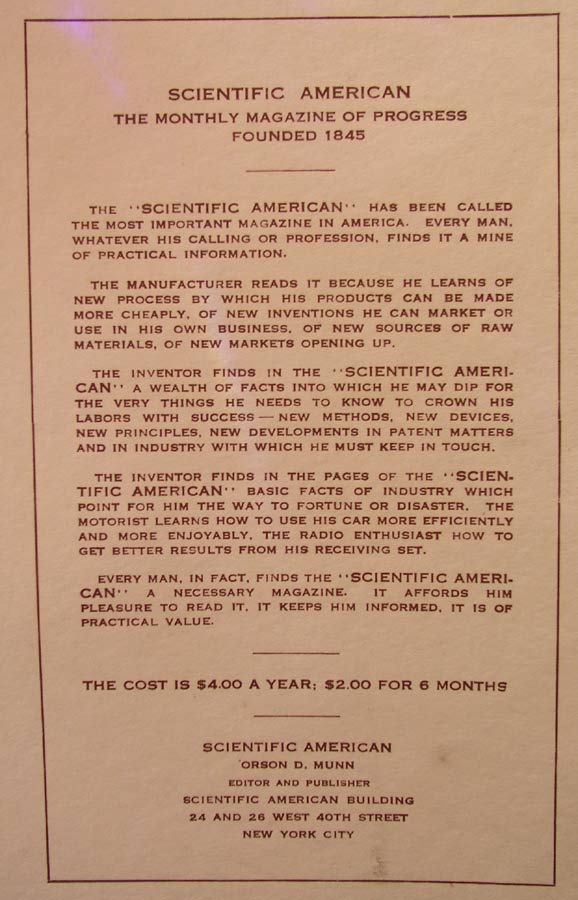 SCIENTIFIC AMERICAN
THE MONTHLY MAGAZINE OF PROGRESS
FOUNDED 1845
THE "SCIENTIFIC AMERICAN" HAS BEEN CALLED
THE MOST IMPORTANT MAGAZINE IN AMERICA. EVERY MAN,
WHATEVER HIS CALLING OR PROFESSION, FINDS IT A MINE
OF PRACTICAL INFORMATION.
THE MANUFACTURER READS IT BECAUSE HE LEARNS OF
NEW PROCESS BY WHICH HIS PRODUCTS CAN BE MADE
MORE CHEAPLY, OF NEW INVENTIONS HE CAN MARKET OR
USE IN HIS OWN BUSINESS, OF NEW SOURCES OF RAW
MATERIALS, OF NEW MARKETS OPENING UP.
THE INVENTOR FINDS IN THE "SCIENTIFIC AMERI-
CAN" A WEALTH OF FACTS INTO WHICH HE MAY DIP FOR
THE VERY THINGS HE NEEDS TO KNOW TO CROWN HIS
LABORS WITH SUCCESS — NEW METHODS, NEW DEVICES,
NEW PRINCIPLES, NEW DEVELOPMENTS IN PATENT MATTERS
AND IN INDUSTRY WITH WHICH HE MUST KEEP IN TOUCH.
THE INVENTOR FINDS IN THE PAGES OF THE "SCIEN-
TIFIC AMERICAN" BASIC FACTS OF INDUSTRY WHICH
POINT FOR HIM THE WAY TO FORTUNE OR DISASTER. THE
MOTORIST LEARNS HOW TO USE HIS CAR MORE EFFICIENTLY
AND MORE ENJOYABLY, THE RADIO ENTHUSIAST HOW TO
GET BETTER RESULTS FROM HIS RECEIVING SET.
EVERY MAN, IN FACT, FINDS THE "SCIENTIFIC AMERI-
CAN" A NECESSARY MAGAZINE. IT AFFORDS HIM
PLEASURE TO READ IT, IT KEEPS HIM INFORMED, IT IS OF
PRACTICAL VALUE.
THE COST IS $4.00 A YEAR; $2.00 FOR 6 MONTHS
SCIENTIFIC AMERICAN
ORSON D. MUNN
EDITOR AND PUBLISHER
SCIENTIFIC AMERICAN BUILDING
24 AND 26 WEST 40TH STREET
NEW YORK CITY